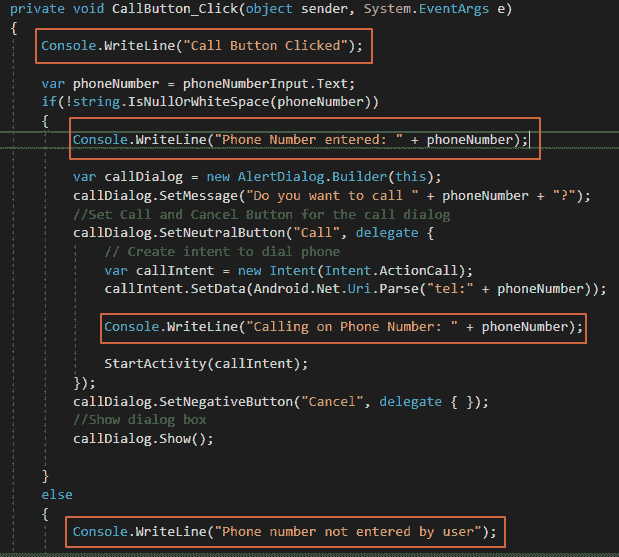 private void CallButton_Click(object sender, System.EventArgs e)
{
Console.WriteLine("Call Button Clicked");
var phoneNumber = phoneNumberInput.Text;
if(!string.IsNullOrWhiteSpace(phoneNumber))
{
Console.WriteLine("Phone Number entered: " + phoneNumber);
var callDialog = new AlertDialog.Builder(this);
callDialog.SetMessage("Do you want to call " + phoneNumber + "?");
//Set Call and Cancel Button for the call dialog
callDialog.SetNeutralButton("Call", delegate {
// Create intent to dial phone
var callIntent = new Intent(Intent.ActionCall);
callIntent.SetData(Android.Net.Uri.Parse("tel:" + phoneNumber));
Console.WriteLine("Calling on Phone Number: " + phoneNumber);
StartActivity(callIntent);
});
callDialog.SetNegativeButton("Cancel", delegate { });
//Show dialog box
callDialog.Show();
}
else
{
Console.WriteLine("Phone number not entered by user");